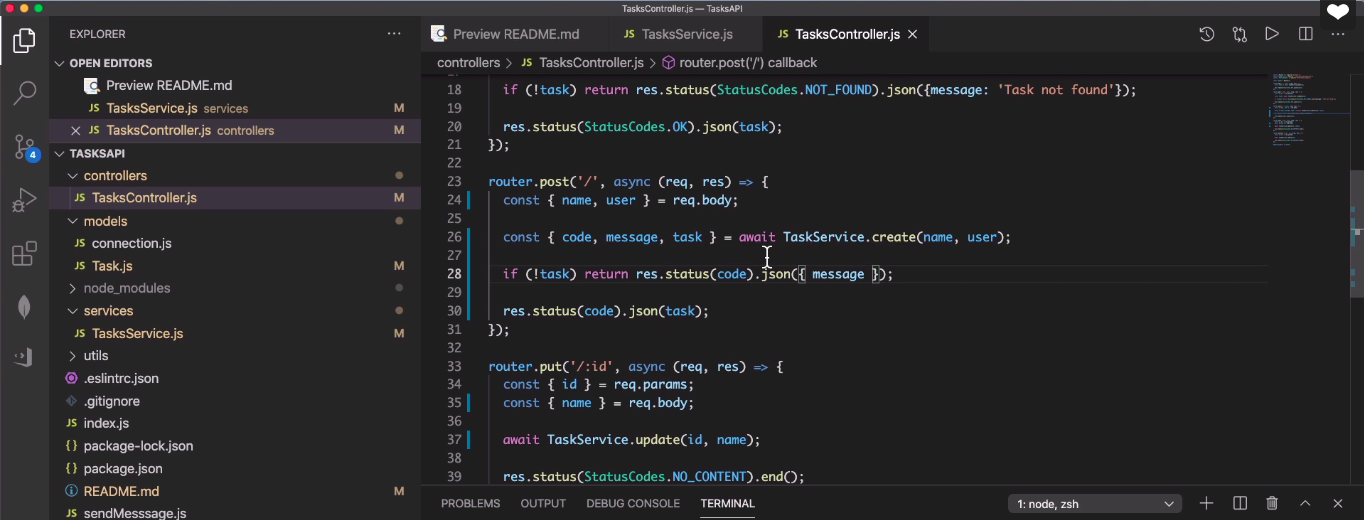 TasksController.js — TasksAPI
EXPLORER
Preview README.md
JS TasksService.js
JS TasksController.js
controllers > JS TasksController.js > router.post('/') callback
OPEN EDITORS
Preview README.md
JS TasksService.js services M
JS TasksController.js controllers M
TASKSAPI
controllers
JS TasksController.js M
models
JS connection.js
JS Task.js M
node_modules
services
JS TasksService.js M
utils
.eslintrc.json
.gitignore
JS index.js
{} package-lock.json
{} package.json
README.md M
JS sendMesssage.js
4
18 if (!task) return res.status(StatusCodes.NOT_FOUND).json({message: 'Task not found'});
19
20 res.status(StatusCodes.OK).json(task);
21 });
22
23 router.post('/', async (req, res) => {
24 const { name, user } = req.body;
25
26 const { code, message, task } = await TaskService.create(name, user);
27
28 if (!task) return res.status(code).json({ message });
29
30 res.status(code).json(task);
31 });
32
33 router.put('/:id', async (req, res) => {
34 const { id } = req.params;
35 const { name } = req.body;
36
37 await TaskService.update(id, name);
38
39 res.status(StatusCodes.NO_CONTENT).end();
PROBLEMS OUTPUT DEBUG CONSOLE TERMINAL 1: node, zsh